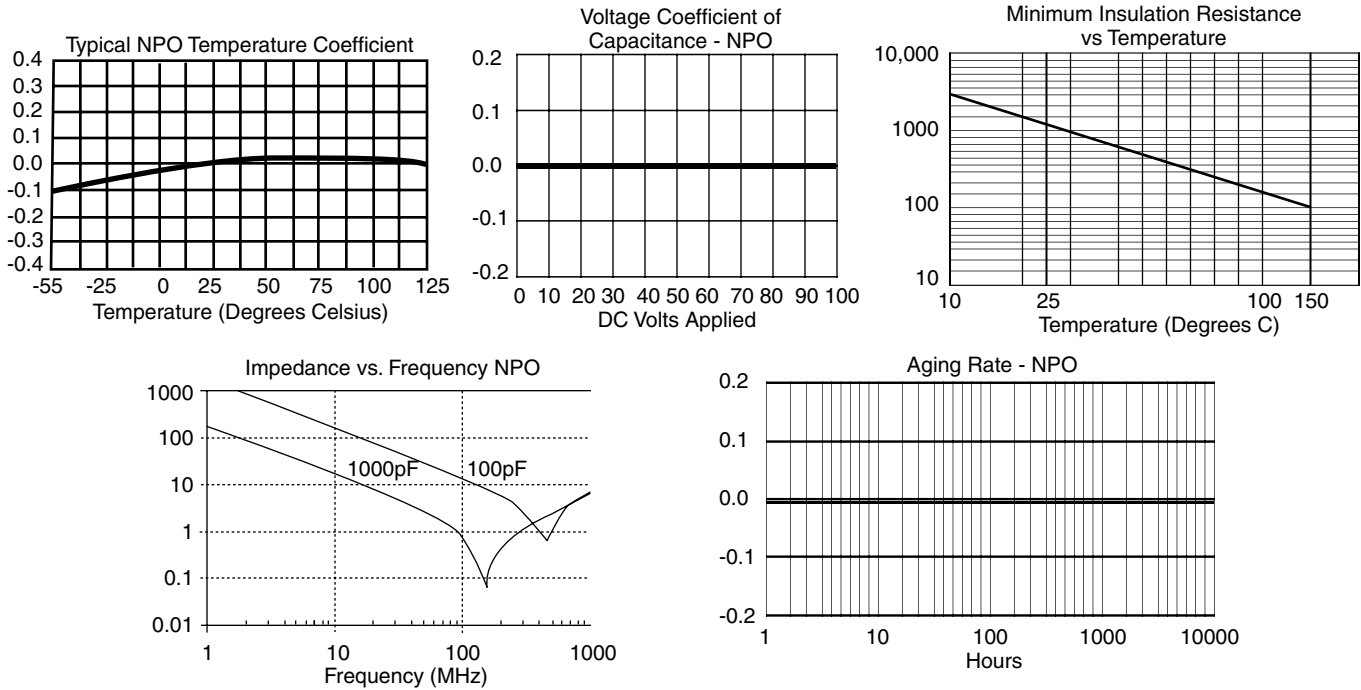 Typical NPO Temperature Coefficient
0.4
0.3
0.2
0.1
0.0
-0.1
-0.2
-0.3
-0.4
-55 -25 0 25 50 75 100 125
Temperature (Degrees Celsius)
Voltage Coefficient of
Capacitance - NPO
0.2
0.1
0.0
-0.1
-0.2
0 10 20 30 40 50 60 70 80 90 100
DC Volts Applied
Minimum Insulation Resistance
vs Temperature
10,000
1000
100
10
10 25 100 150
Temperature (Degrees C)
Impedance vs. Frequency NPO
1000
100
10
1
0.1
0.01
1000pF 100pF
1 10 100 1000
Frequency (MHz)
Aging Rate - NPO
0.2
0.1
0.0
-0.1
-0.2
1 10 100 1000 10000
Hours